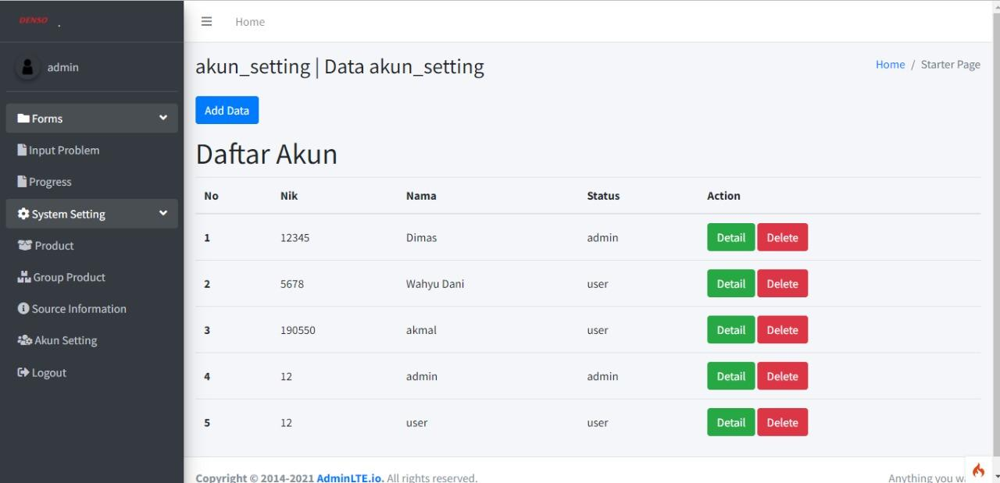 DENSO .
Home
admin
Forms
Input Problem
Progress
System Setting
Product
Group Product
Source Information
Akun Setting
Logout
akun_setting | Data akun_setting
Home / Starter Page
Add Data
Daftar Akun
No Nik Nama Status Action
1 12345 Dimas admin Detail Delete
2 5678 Wahyu Dani user Detail Delete
3 190550 akmal user Detail Delete
4 12 admin admin Detail Delete
5 12 user user Detail Delete
Copyright © 2014-2021 AdminLTE.io. All rights reserved.
Anything you